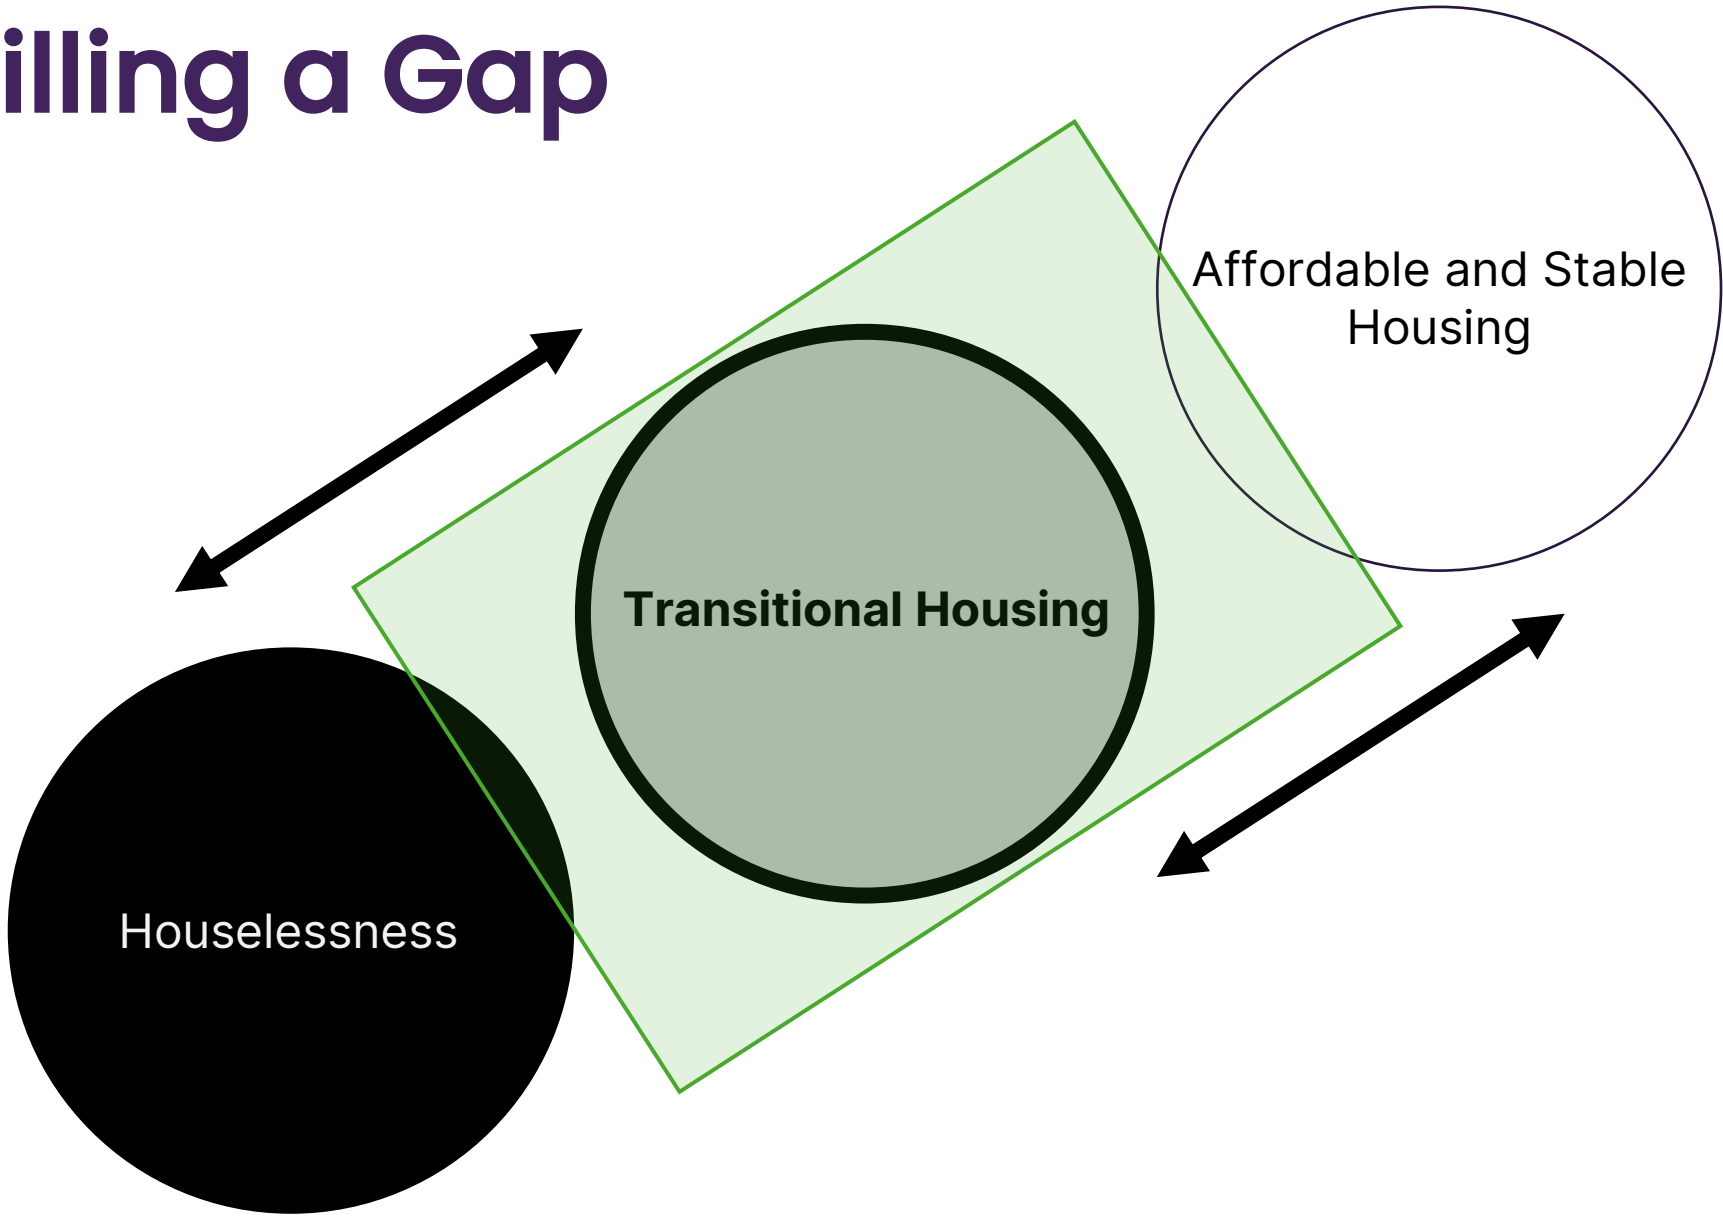 illing a Gap
Affordable and Stable
Housing
Transitional Housing
Houselessness